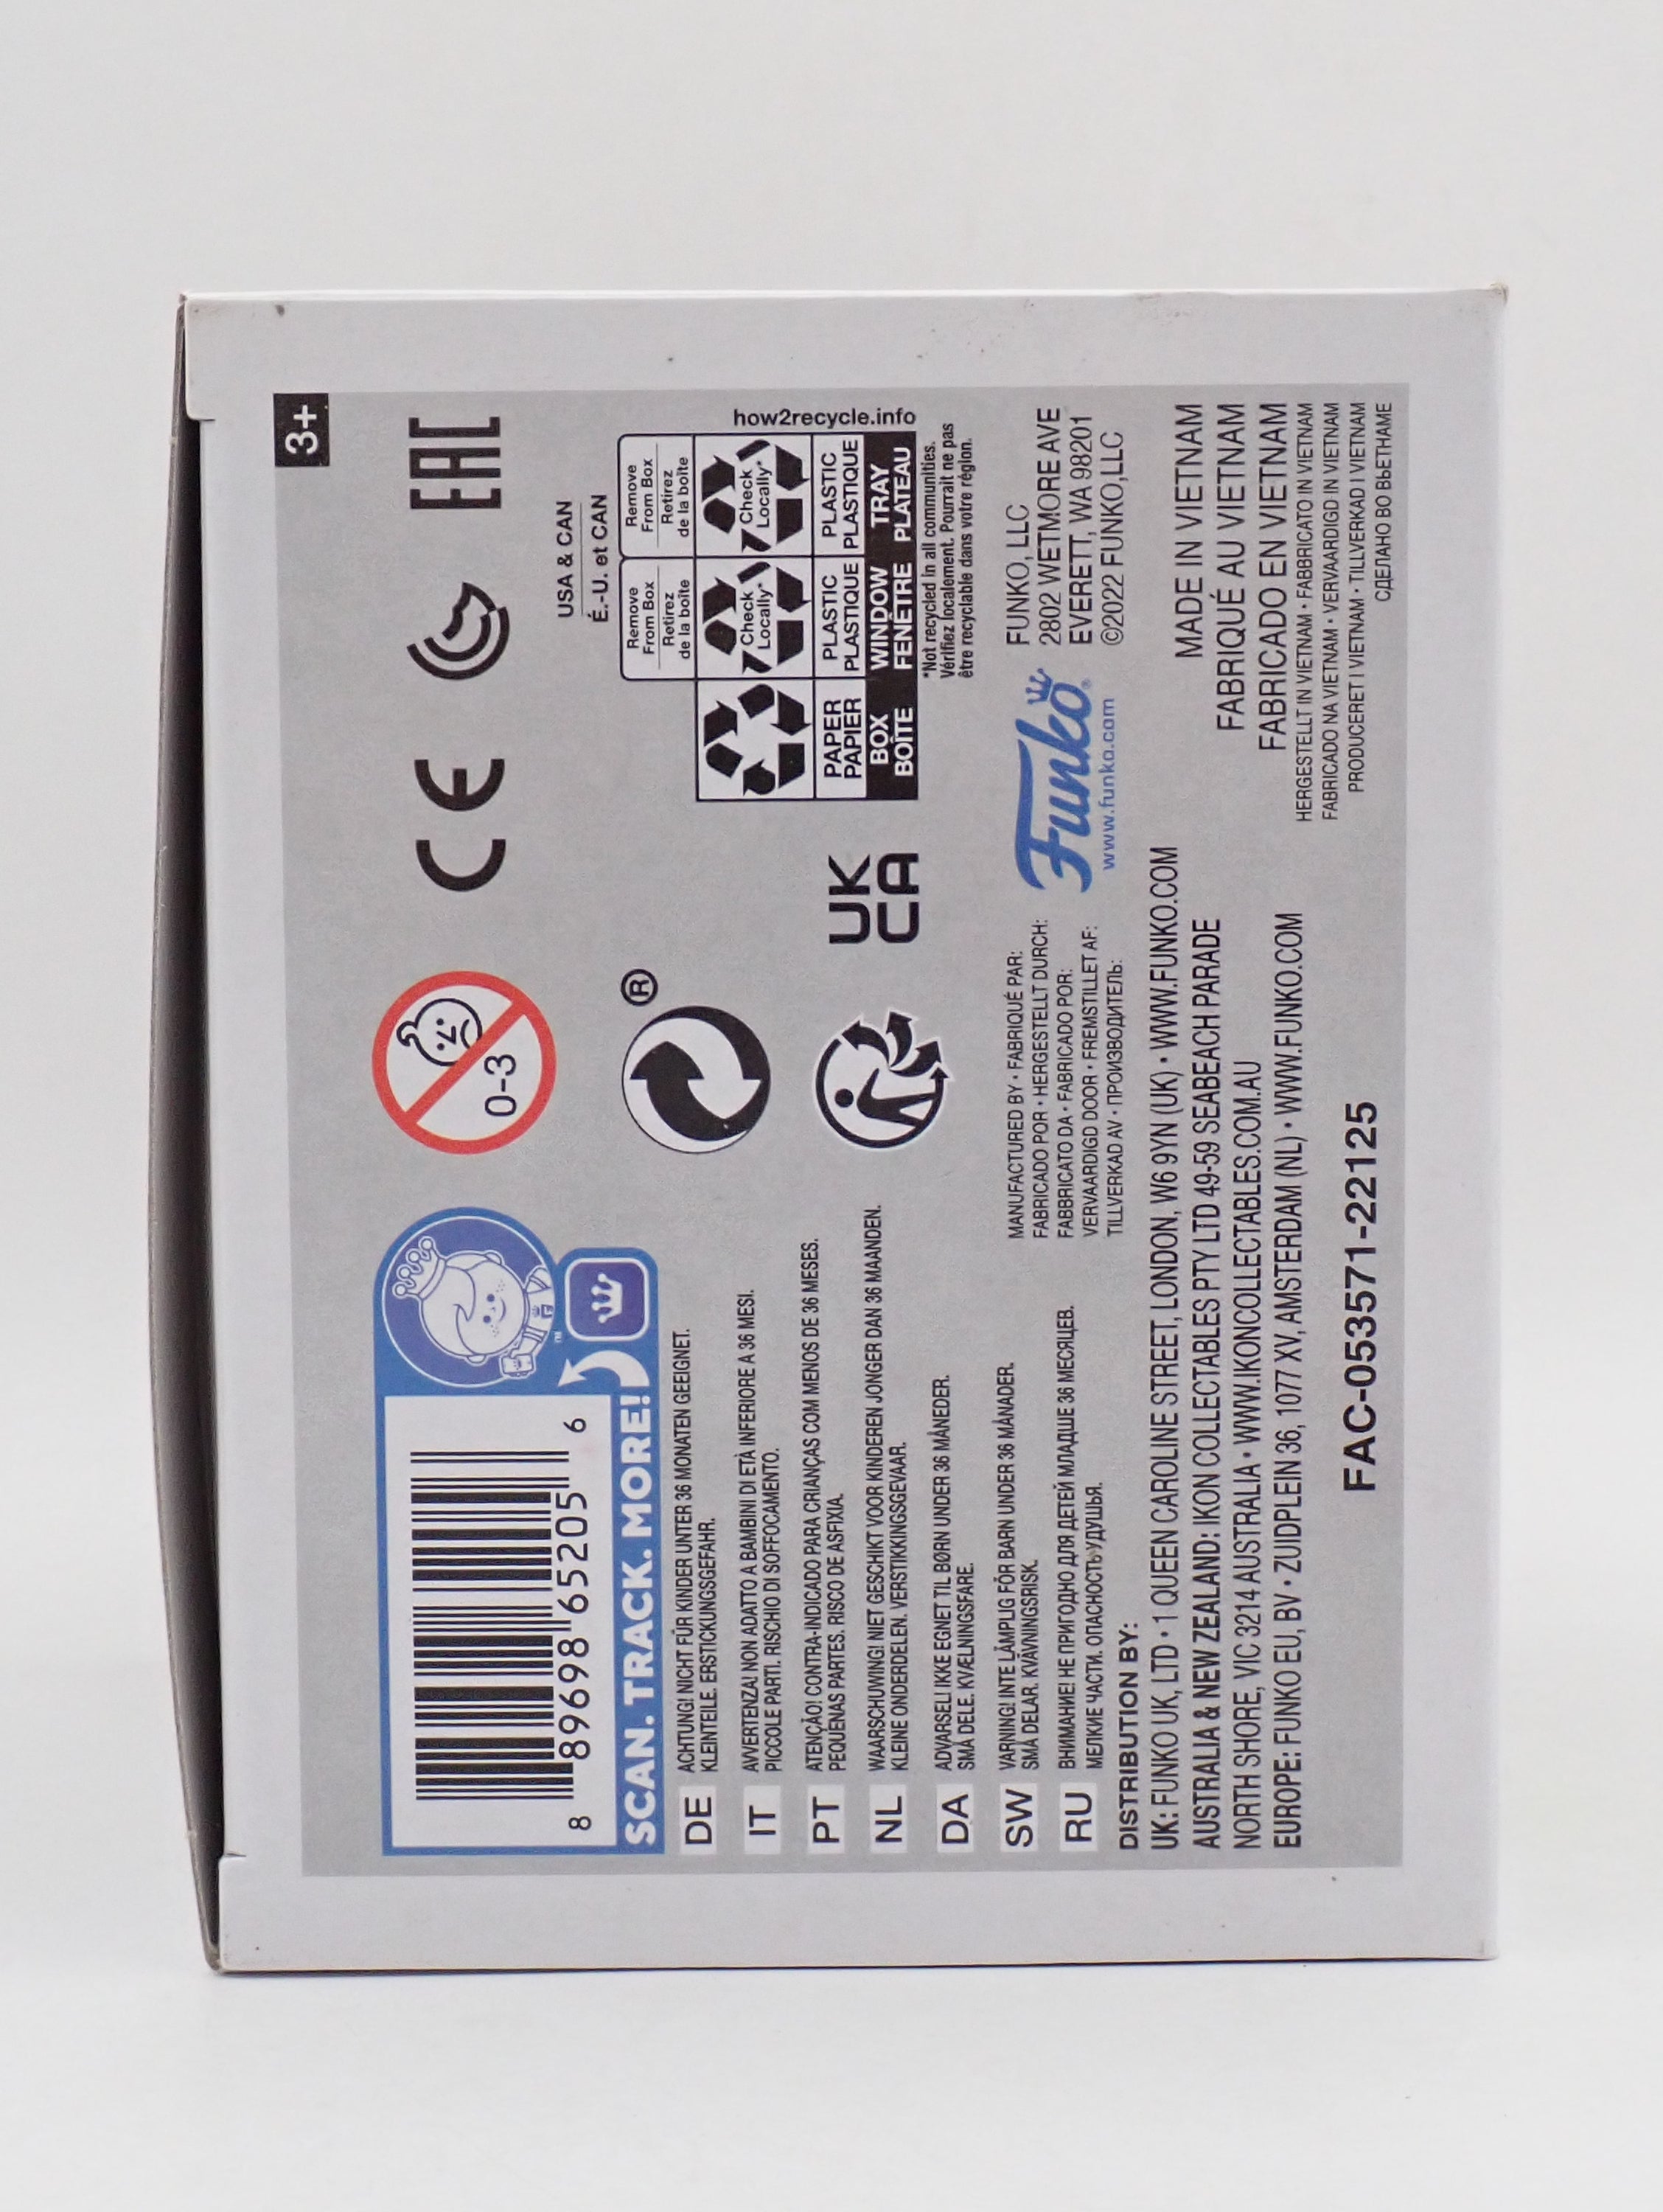 3+
8 89698 65205 6
SCAN. TRACK. MORE!
™
0-3
CE
EAC
®
UK
CA
USA & CAN
É.-U. et CAN
Remove
From Box
Retirez
de la boîte
Remove
From Box
Retirez
de la boîte
Check
Locally*
Check
Locally*
PAPER
PAPIER
PLASTIC
PLASTIQUE
PLASTIC
PLASTIQUE
BOX
BOÎTE
WINDOW
FENÊTRE
TRAY
PLATEAU
how2recycle.info
*Not recycled in all communities.
Vérifiez localement. Pourrait ne pas
être recyclable dans votre région.
DE ACHTUNG! NICHT FÜR KINDER UNTER 36 MONATEN GEEIGNET.
KLEINTEILE. ERSTICKUNGSGEFAHR.
IT AVVERTENZA! NON ADATTO A BAMBINI DI ETÀ INFERIORE A 36 MESI.
PICCOLE PARTI. RISCHIO DI SOFFOCAMENTO.
PT ATENÇÃO! CONTRA-INDICADO PARA CRIANÇAS COM MENOS DE 36 MESES.
PEQUENAS PARTES. RISCO DE ASFIXIA.
NL WAARSCHUWING! NIET GESCHIKT VOOR KINDEREN JONGER DAN 36 MAANDEN.
KLEINE ONDERDELEN. VERSTIKKINGSGEVAAR.
DA ADVARSEL! IKKE EGNET TIL BØRN UNDER 36 MÅNEDER.
SMÅ DELE. KVÆLNINGSFARE.
SW VARNING! INTE LÄMPLIG FÖR BARN UNDER 36 MÅNADER.
SMÅ DELAR. KVÄVNINGSRISK.
RU ВНИМАНИЕ! НЕ ПРИГОДНО ДЛЯ ДЕТЕЙ МЛАДШЕ 36 МЕСЯЦЕВ.
МЕЛКИЕ ЧАСТИ. ОПАСНОСТЬ УДУШЬЯ.
MANUFACTURED BY • FABRIQUÉ PAR:
FABRICADO POR • HERGESTELLT DURCH:
FABBRICATO DA • FABRICADO POR:
VERVAARDIGD DOOR • FREMSTILLET AF:
TILLVERKAD AV • ПРОИЗВОДИТЕЛЬ:
Funko®
www.funko.com
FUNKO, LLC
2802 WETMORE AVE
EVERETT, WA 98201
©2022 FUNKO,LLC
DISTRIBUTION BY:
UK: FUNKO UK, LTD • 1 QUEEN CAROLINE STREET, LONDON, W6 9YN (UK) • WWW.FUNKO.COM
AUSTRALIA & NEW ZEALAND: IKON COLLECTABLES PTY LTD 49-59 SEABEACH PARADE
NORTH SHORE, VIC 3214 AUSTRALIA • WWW.IKONCOLLECTABLES.COM.AU
EUROPE: FUNKO EU, BV • ZUIDPLEIN 36, 1077 XV, AMSTERDAM (NL) • WWW.FUNKO.COM
FAC-053571-22125
MADE IN VIETNAM
FABRIQUÉ AU VIETNAM
FABRICADO EN VIETNAM
HERGESTELLT IN VIETNAM • FABBRICATO IN VIETNAM
FABRICADO NA VIETNAM • VERVAARDIGD IN VIETNAM
PRODUCERET I VIETNAM • TILLVERKAD I VIETNAM
СДЕЛАНО ВО ВЬЕТНАМЕ